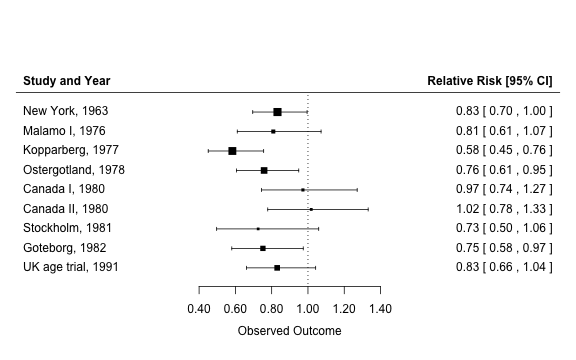 Study and Year Relative Risk [95% CI]
New York, 1963 0.83 [ 0.70 , 1.00 ]
Malamo I, 1976 0.81 [ 0.61 , 1.07 ]
Kopparberg, 1977 0.58 [ 0.45 , 0.76 ]
Ostergotland, 1978 0.76 [ 0.61 , 0.95 ]
Canada I, 1980 0.97 [ 0.74 , 1.27 ]
Canada II, 1980 1.02 [ 0.78 , 1.33 ]
Stockholm, 1981 0.73 [ 0.50 , 1.06 ]
Goteborg, 1982 0.75 [ 0.58 , 0.97 ]
UK age trial, 1991 0.83 [ 0.66 , 1.04 ]
0.40 0.60 0.80 1.00 1.20 1.40
Observed Outcome